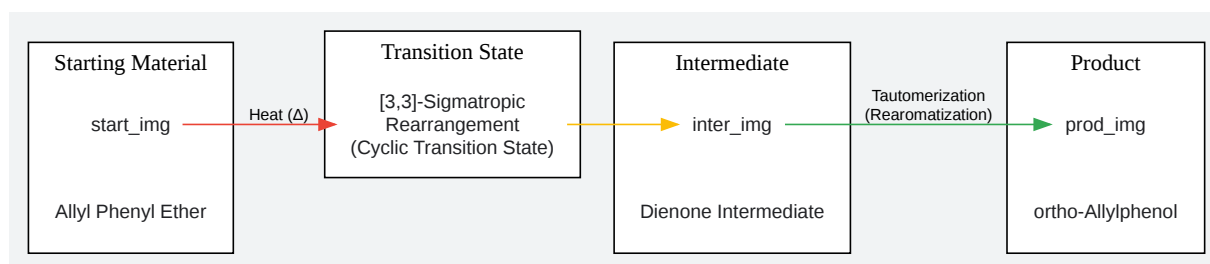 Starting Material
start_img
Allyl Phenyl Ether
Heat (Δ)
Transition State
[3,3]-Sigmatropic
Rearrangement
(Cyclic Transition State)
Intermediate
inter_img
Dienone Intermediate
Tautomerization
(Rearomatization)
Product
prod_img
ortho-Allylphenol